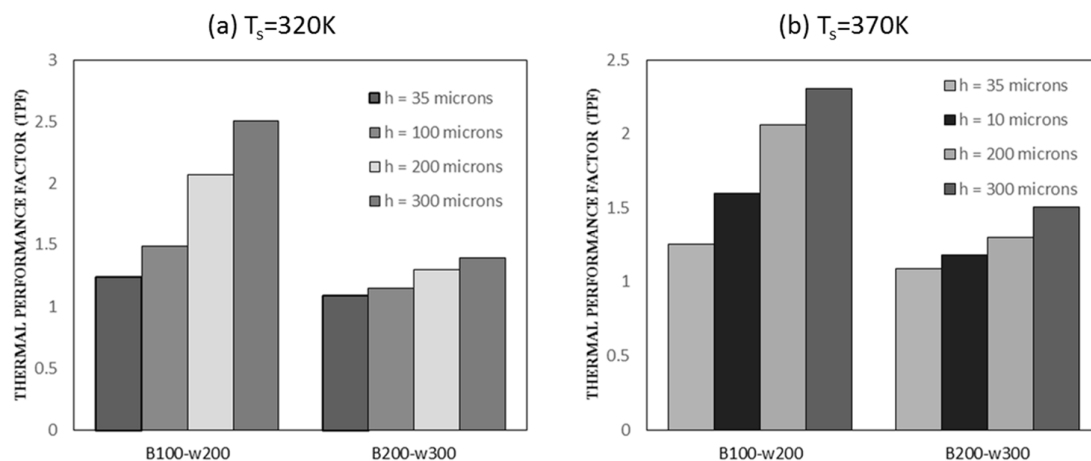 (a) Tₛ=320K
THERMAL PERFORMANCE FACTOR (TPF)
3
2.5
2
1.5
1
0.5
0
h = 35 microns
h = 100 microns
h = 200 microns
h = 300 microns
B100-w200
B200-w300
(b) Tₛ=370K
THERMAL PERFORMANCE FACTOR (TPF)
2.5
2
1.5
1
0.5
0
h = 35 microns
h = 10 microns
h = 200 microns
h = 300 microns
B100-w200
B200-w300